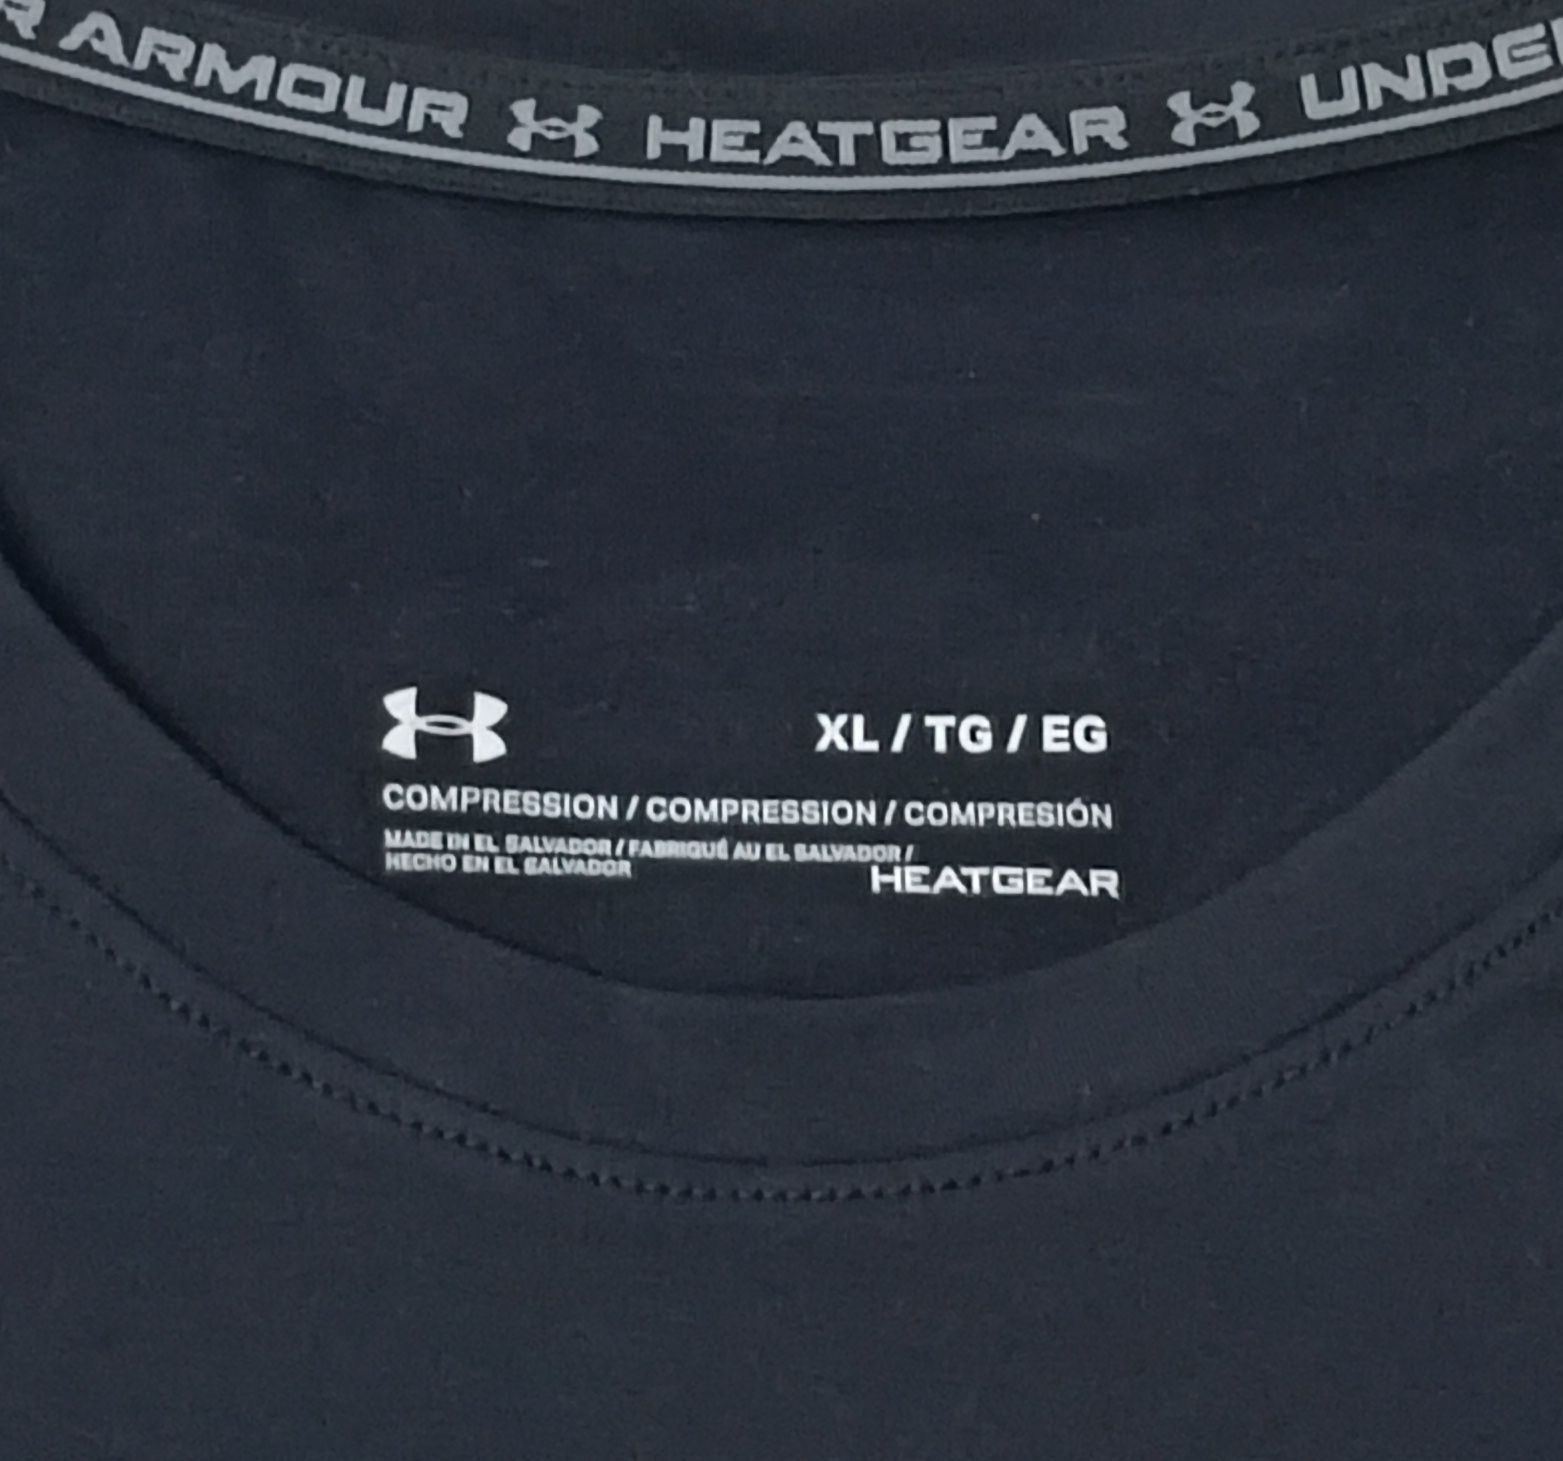 R ARMOUR HEATGEAR UNDE
XL / TG / EG
COMPRESSION / COMPRESSION / COMPRESIÓN
MADE IN EL SALVADOR / FABRIQUÉ AU EL SALVADOR /
HECHO EN EL SALVADOR
HEATGEAR